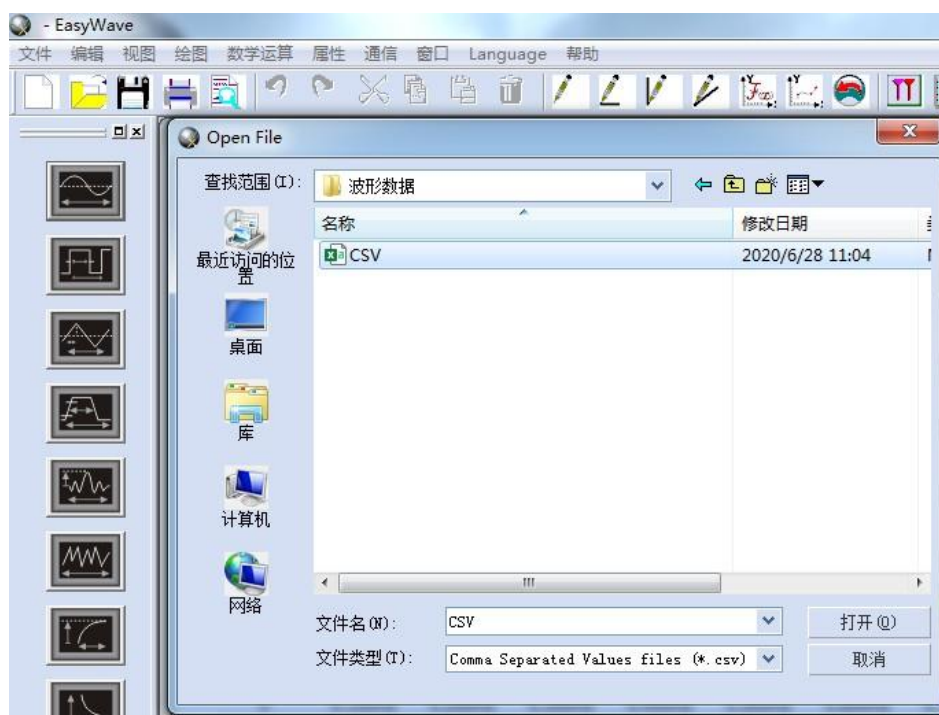 - EasyWave
文件 编辑 视图 绘图 数学运算 属性 通信 窗口 Language 帮助
Open File
查找范围(I):
波形数据
名称
修改日期
CSV
2020/6/28 11:04
最近访问的位置
桌面
库
计算机
网络
文件名(N):
CSV
打开(O)
文件类型(T):
Comma Separated Values files (*.csv)
取消